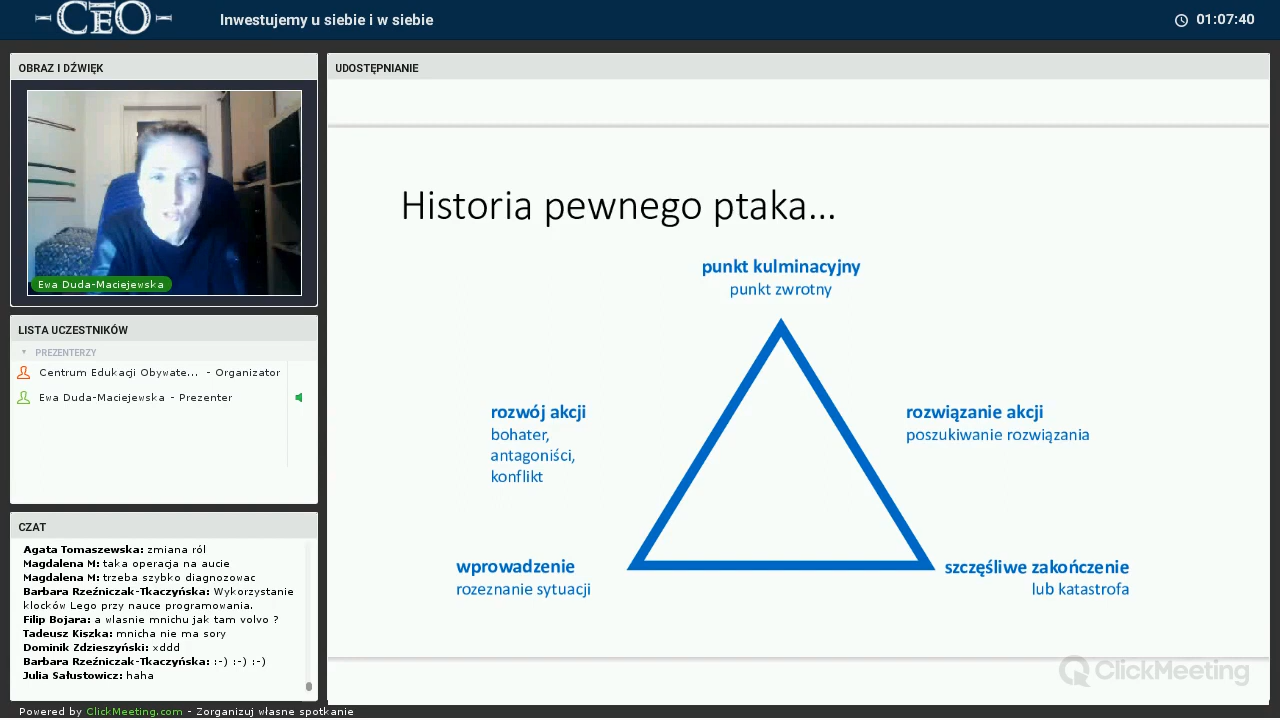 CEO
Inwestujemy u siebie i w siebie
01:07:40
OBRAZ I DŹWIĘK
Ewa Duda-Maciejewska
LISTA UCZESTNIKÓW
PREZENTERZY
Centrum Edukacji Obywate... - Organizator
Ewa Duda-Maciejewska - Prezenter
CZAT
Agata Tomaszewska: zmiana ról
Magdalena M: taka operacja na aucie
Magdalena M: trzeba szybko diagnozowac
Barbara Rzeźniczak-Tkaczyńska: Wykorzystanie
klocków Lego przy nauce programowania.
Filip Bojara: a wlasnie mnichu jak tam volvo ?
Tadeusz Kiszka: mnicha nie ma sory
Dominik Zdzieszyński: xddd
Barbara Rzeźniczak-Tkaczyńska: :-) :-) :-)
Julia Sałustowicz: haha
UDOSTĘPNIANIE
Historia pewnego ptaka...
punkt kulminacyjny
punkt zwrotny
rozwój akcji
bohater,
antagoniści,
konflikt
rozwiązanie akcji
poszukiwanie rozwiązania
wprowadzenie
rozeznanie sytuacji
szczęśliwe zakończenie
lub katastrofa
ClickMeeting
Powered by ClickMeeting.com - Zorganizuj własne spotkanie